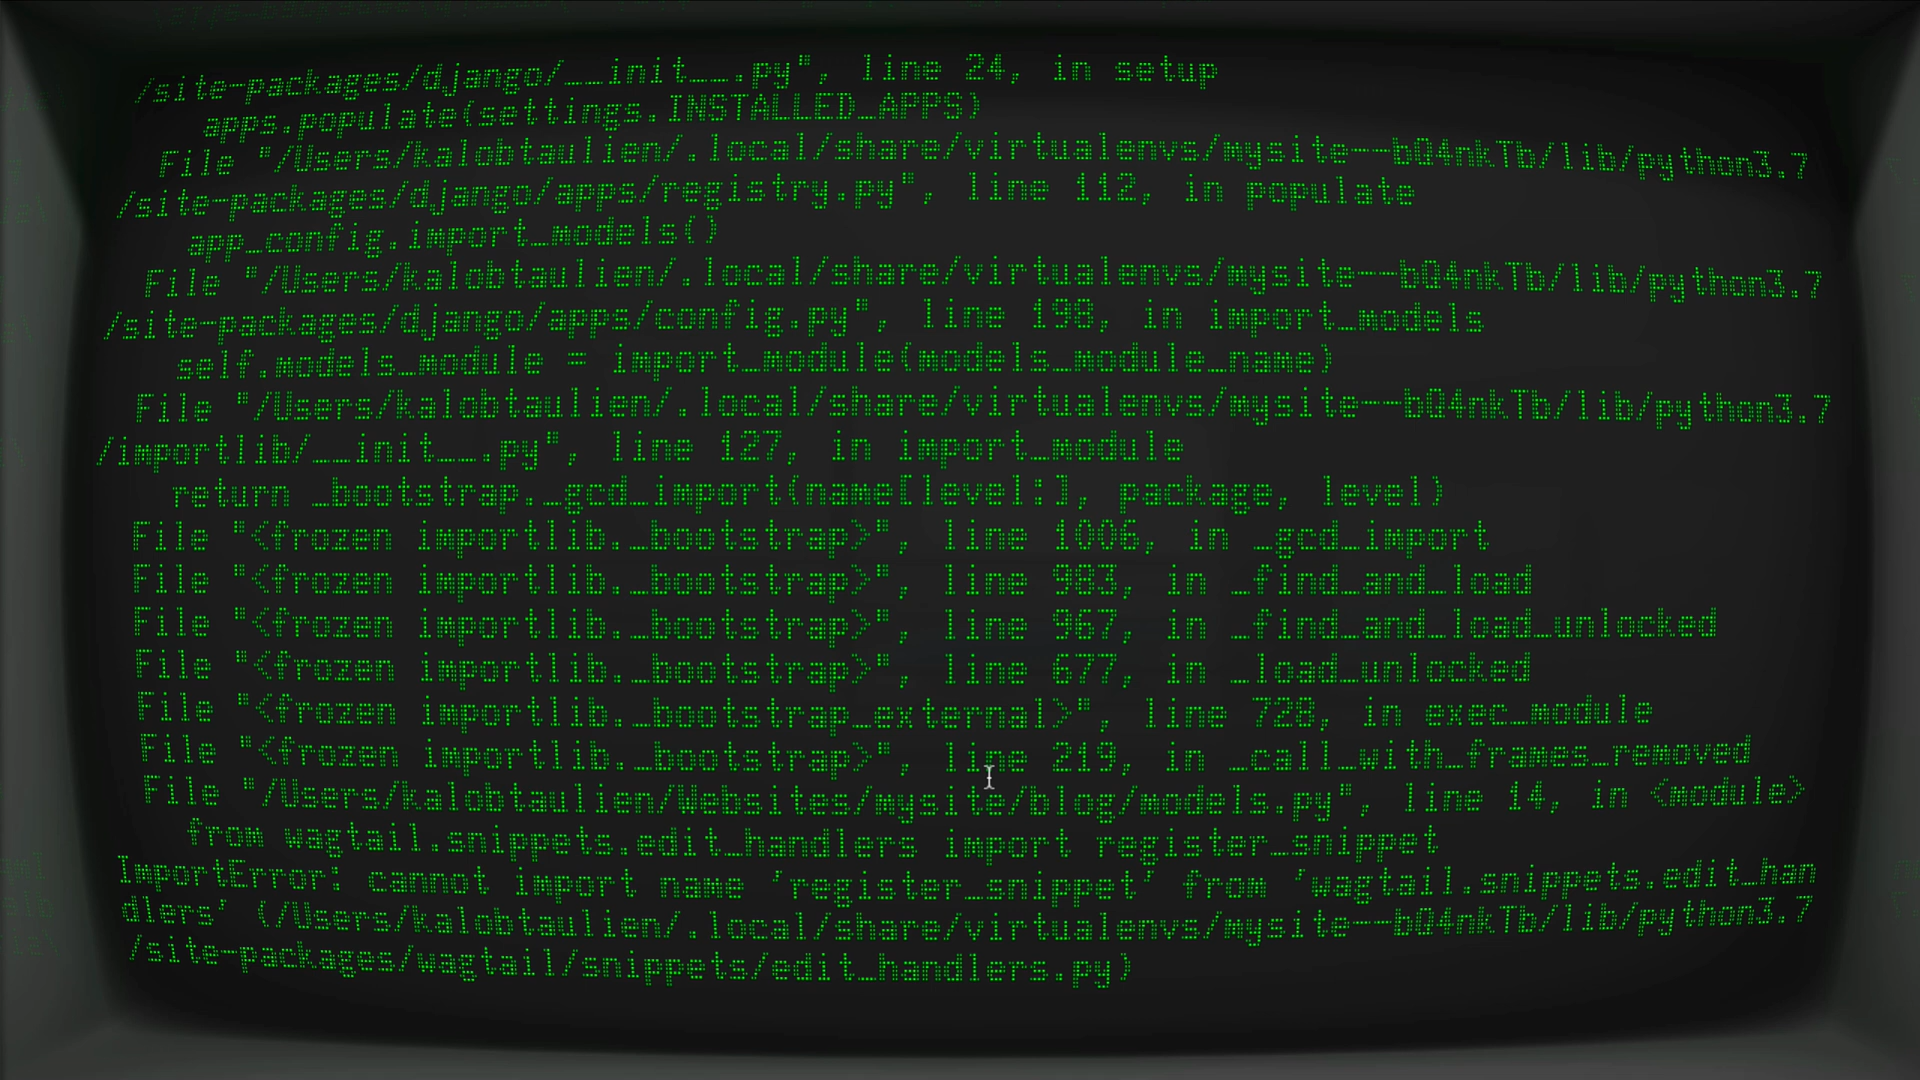 /site-packages/django/__init__.py", line 24, in setup
apps.populate(settings.INSTALLED_APPS)
File "/Users/kalobtaulien/.local/share/virtualenvs/mysite--bO4nkTb/lib/python3.7
/site-packages/django/apps/registry.py", line 112, in populate
app_config.import_models()
File "/Users/kalobtaulien/.local/share/virtualenvs/mysite--bO4nkTb/lib/python3.7
/site-packages/django/apps/config.py", line 198, in import_models
self.models_module = import_module(models_module_name)
File "/Users/kalobtaulien/.local/share/virtualenvs/mysite--bO4nkTb/lib/python3.7
/importlib/__init__.py", line 127, in import_module
return _bootstrap._gcd_import(name[level:], package, level)
File "<frozen importlib._bootstrap>", line 1006, in _gcd_import
File "<frozen importlib._bootstrap>", line 983, in _find_and_load
File "<frozen importlib._bootstrap>", line 967, in _find_and_load_unlocked
File "<frozen importlib._bootstrap>", line 677, in _load_unlocked
File "<frozen importlib._bootstrap_external>", line 728, in exec_module
File "<frozen importlib._bootstrap>", line 219, in _call_with_frames_removed
File "/Users/kalobtaulien/Websites/mysite/blog/models.py", line 14, in <module>
from wagtail.snippets.edit_handlers import register_snippet
ImportError: cannot import name 'register_snippet' from 'wagtail.snippets.edit_han
dlers' (/Users/kalobtaulien/.local/share/virtualenvs/mysite--bO4nkTb/lib/python3.7
/site-packages/wagtail/snippets/edit_handlers.py)